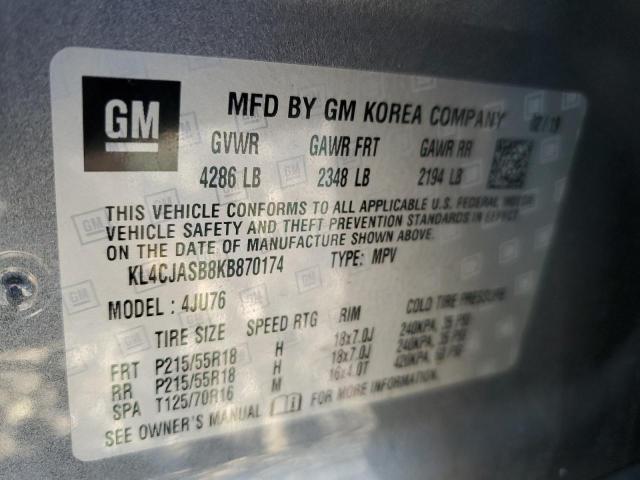 GM MFD BY GM KOREA COMPANY
GVWR GAWR FRT GAWR RR
4286 LB 2348 LB 2194 LB
THIS VEHICLE CONFORMS TO ALL APPLICABLE U.S. FEDERAL MOTOR
VEHICLE SAFETY AND THEFT PREVENTION STANDARDS IN EFFECT
ON THE DATE OF MANUFACTURE SHOWN ABOVE.
KL4CJASB8KB870174 TYPE: MPV
MODEL: 4JU76
TIRE SIZE SPEED RTG RIM COLD TIRE PRESSURE
FRT P215/55R18 H 18x7.0J 240KPA, 35 PSI
RR P215/55R18 H 18x7.0J 240KPA, 35 PSI
SPA T125/70R16 M 16x4.0T 420KPA, 60 PSI
SEE OWNER'S MANUAL FOR MORE INFORMATION.